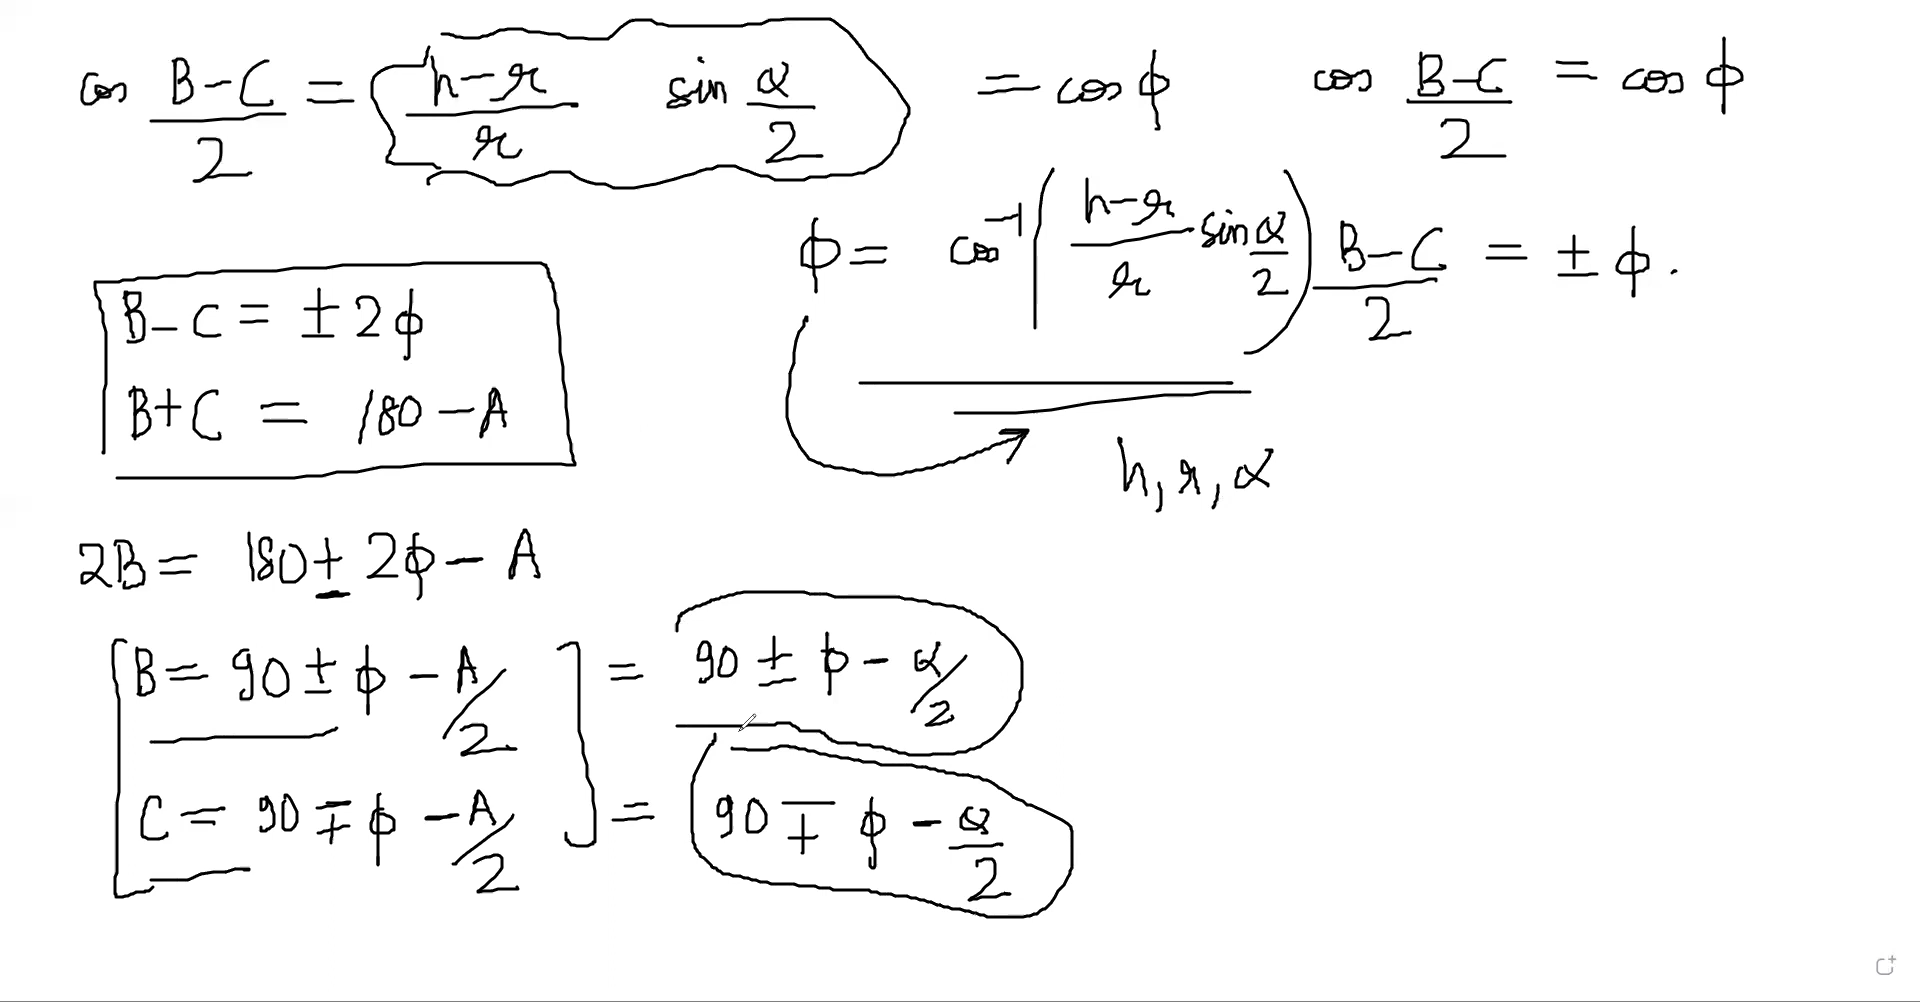 cos (B-C)/2 = (h-r)/r sin α/2 = cos ϕ
cos (B-C)/2 = cos ϕ
ϕ = cos⁻¹((h-r)/r sin α/2)
(B-C)/2 = ± ϕ.
B-C = ±2ϕ
B+C = 180-A
h, r, α
2B = 180 ± 2ϕ - A
[B = 90 ± ϕ - A/2] = 90 ± ϕ - α/2
[C = 90 ∓ ϕ - A/2] = 90 ∓ ϕ - α/2